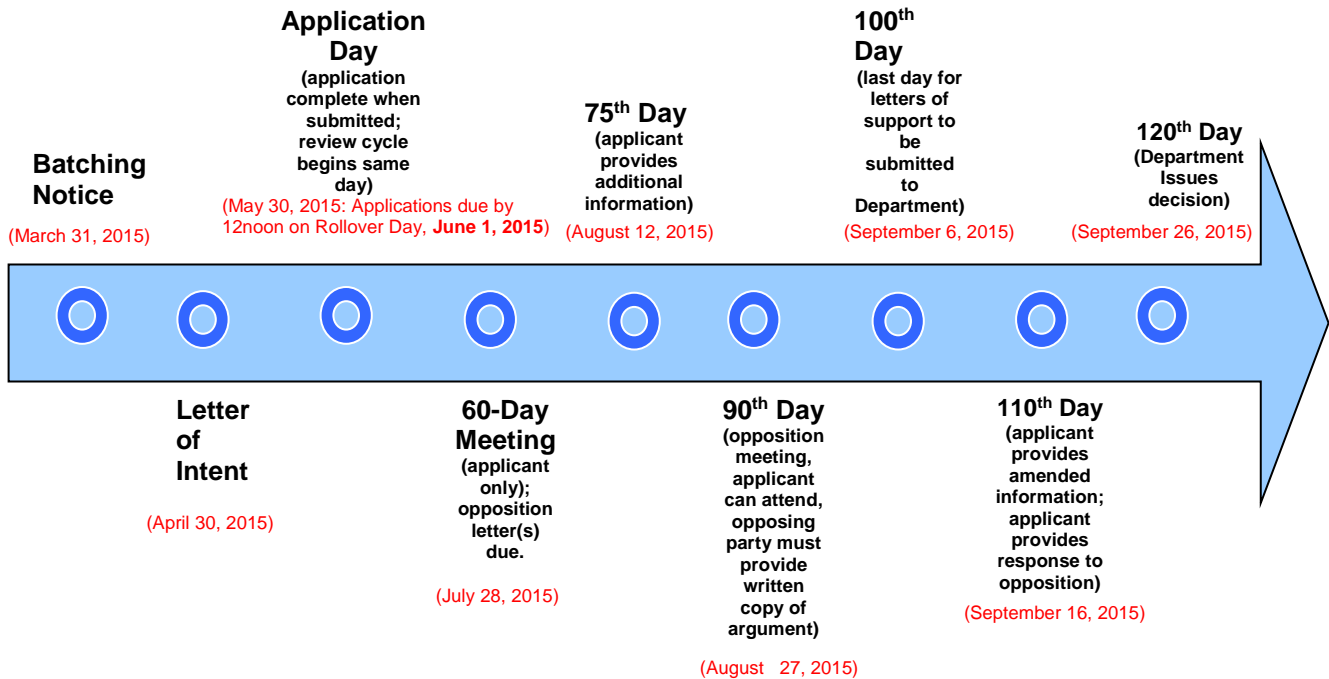 Batching
Notice
(March 31, 2015)
Letter
of
Intent
(April 30, 2015)
Application
Day
(application
complete when
submitted;
review cycle
begins same
day)
(May 30, 2015: Applications due by
12noon on Rollover Day, June 1, 2015)
60-Day
Meeting
(applicant
only);
opposition
letter(s)
due.
(July 28, 2015)
75th Day
(applicant
provides
additional
information)
(August 12, 2015)
90th Day
(opposition
meeting,
applicant
can attend,
opposing
party must
provide
written
copy of
argument)
(August 27, 2015)
100th
Day
(last day for
letters of
support to
be
submitted
to
Department)
(September 6, 2015)
110th Day
(applicant
provides
amended
information;
applicant
provides
response to
opposition)
(September 16, 2015)
120th Day
(Department
Issues
decision)
(September 26, 2015)